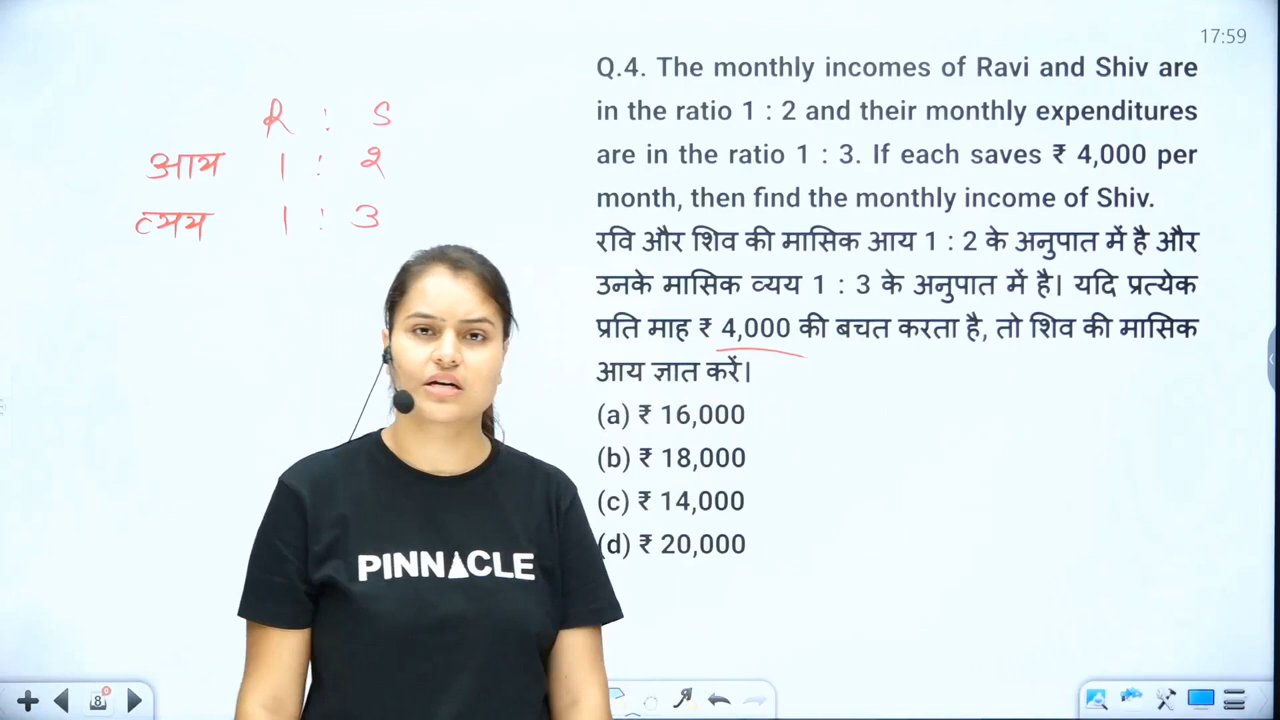 17:59
R : S
आय 1 : 2
व्यय 1 : 3
Q.4. The monthly incomes of Ravi and Shiv are
in the ratio 1 : 2 and their monthly expenditures
are in the ratio 1 : 3. If each saves ₹ 4,000 per
month, then find the monthly income of Shiv.
रवि और शिव की मासिक आय 1 : 2 के अनुपात में है और
उनके मासिक व्यय 1 : 3 के अनुपात में है। यदि प्रत्येक
प्रति माह ₹ 4,000 की बचत करता है, तो शिव की मासिक
आय ज्ञात करें।
(a) ₹ 16,000
(b) ₹ 18,000
(c) ₹ 14,000
(d) ₹ 20,000
PINNACLE
8